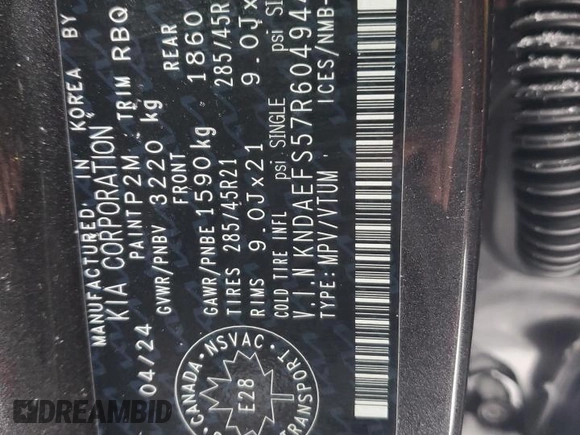 MANUFACTURED IN KOREA BY
KIA CORPORATION
04/24 PAINT P2M TRIM RBQ
GVWR/PNBV 3220 kg
FRONT REAR
GAWR/PNBE 1590 kg 1860
TIRES 285/45R21 285/45R
RIMS 9.0Jx21 9.0Jx
COLD TIRE INFL psi SINGLE psi
V.I.N KNDAEFS57R604944
TYPE: MPV/VTUM ICES/NMB-
CANADA · NSVAC ·
E28
TRANSPORT
DREAMBID